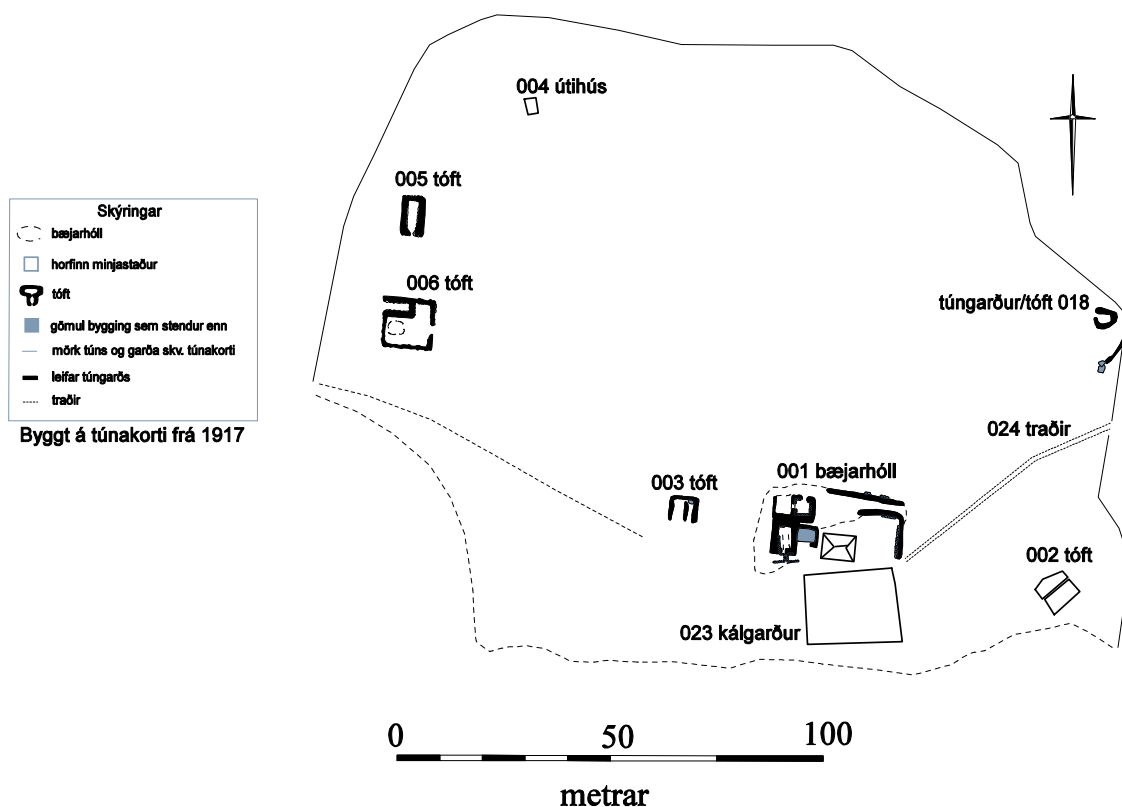 004 útihús
005 tóft
Skýringar
bæjarhóll
horfinn minjastaður
tóft
gömul bygging sem stendur enn
mörk túns og garða skv. túnakorti
leifar túngarðs
traðir
Byggt á túnakorti frá 1917
006 tóft
túngarður/tóft 018
024 traðir
003 tóft
001 bæjarhóll
002 tóft
023 kálgarður
0 50 100
metrar